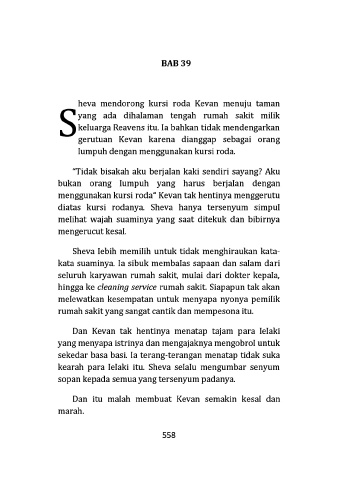 BAB 39
Sheva mendorong kursi roda Kevan menuju taman
yang ada dihalaman tengah rumah sakit milik
keluarga Reavens itu. Ia bahkan tidak mendengarkan
gerutuan Kevan karena dianggap sebagai orang
lumpuh dengan menggunakan kursi roda.
"Tidak bisakah aku berjalan kaki sendiri sayang? Aku
bukan orang lumpuh yang harus berjalan dengan
menggunakan kursi roda" Kevan tak hentinya menggerutu
diatas kursi rodanya. Sheva hanya tersenyum simpul
melihat wajah suaminya yang saat ditekuk dan bibirnya
mengerucut kesal.
Sheva lebih memilih untuk tidak menghiraukan kata-
kata suaminya. Ia sibuk membalas sapaan dan salam dari
seluruh karyawan rumah sakit, mulai dari dokter kepala,
hingga ke cleaning service rumah sakit. Siapapun tak akan
melewatkan kesempatan untuk menyapa nyonya pemilik
rumah sakit yang sangat cantik dan mempesona itu.
Dan Kevan tak hentinya menatap tajam para lelaki
yang menyapa istrinya dan mengajaknya mengobrol untuk
sekedar basa basi. Ia terang-terangan menatap tidak suka
kearah para lelaki itu. Sheva selalu mengumbar senyum
sopan kepada semua yang tersenyum padanya.
Dan itu malah membuat Kevan semakin kesal dan
marah.
558